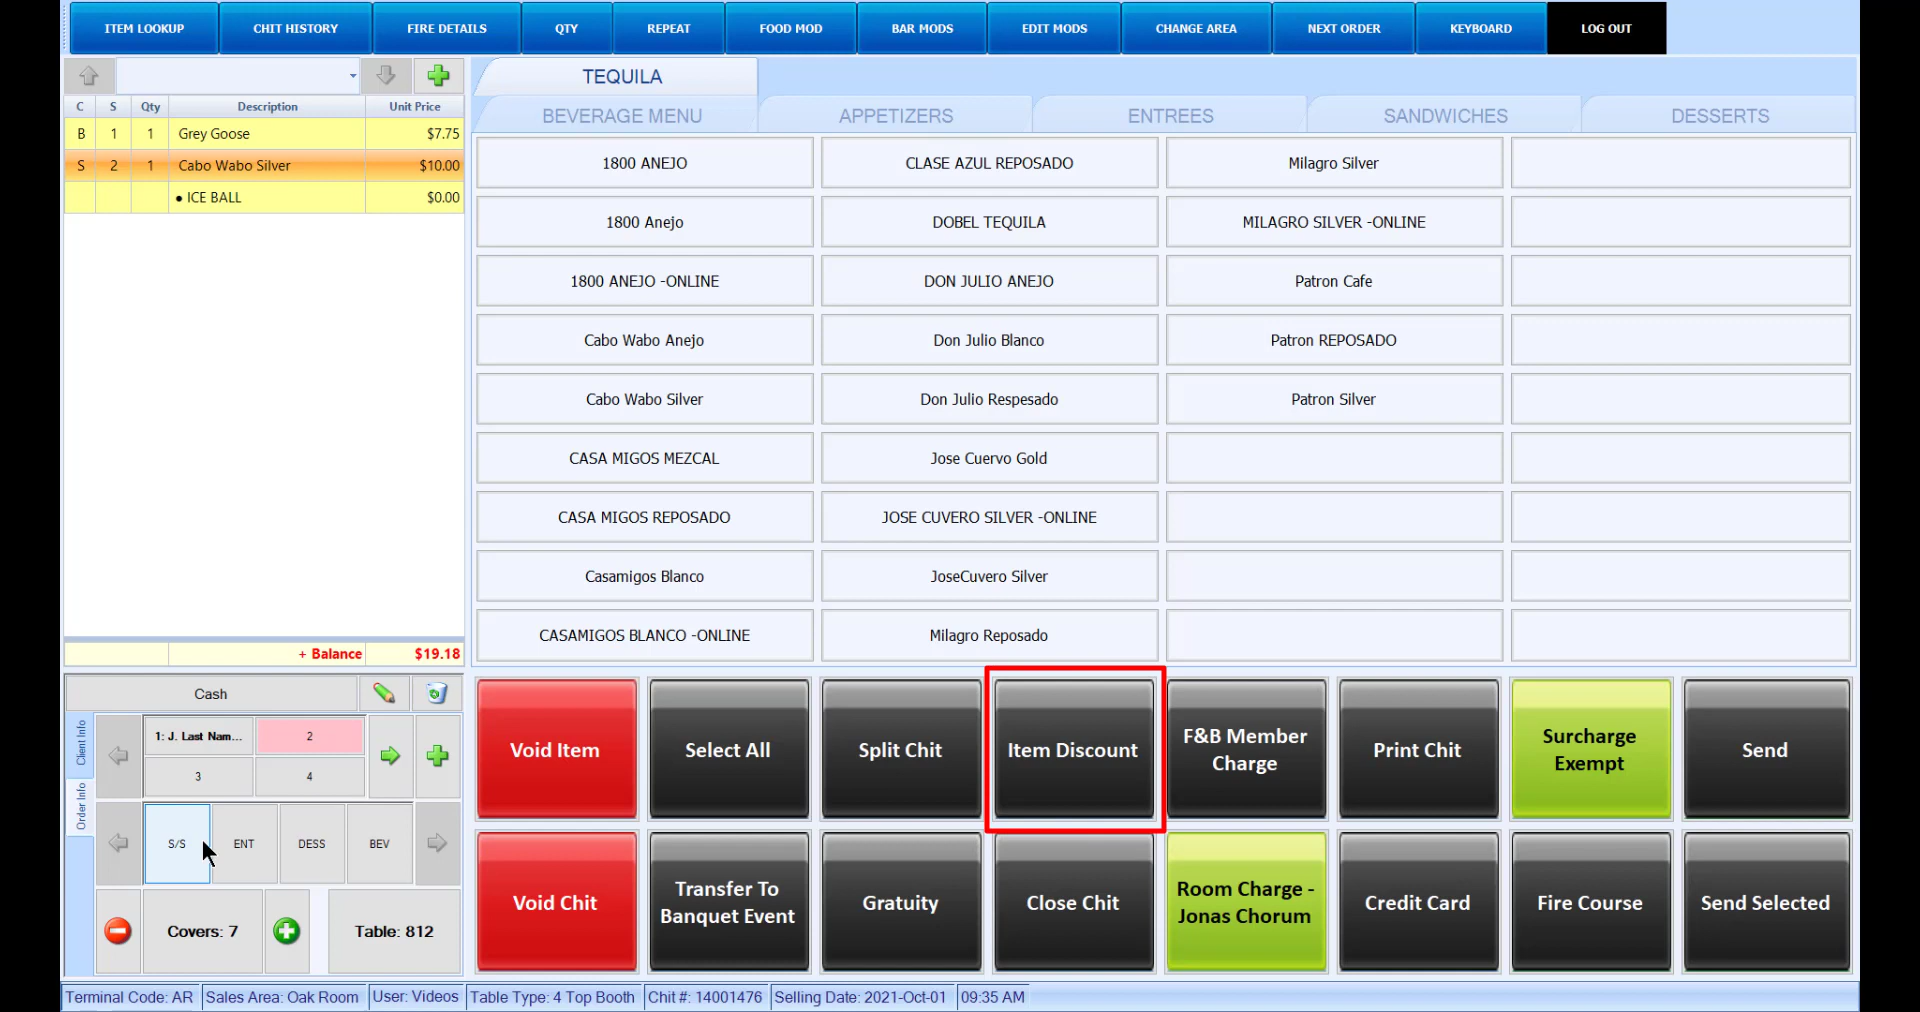 ITEM LOOKUP CHIT HISTORY FIRE DETAILS QTY REPEAT FOOD MOD BAR MODS EDIT MODS CHANGE AREA NEXT ORDER KEYBOARD LOG OUT
TEQUILA
BEVERAGE MENU APPETIZERS ENTREES SANDWICHES DESSERTS
C S Qty Description Unit Price
B 1 1 Grey Goose $7.75
S 2 1 Cabo Wabo Silver $10.00
● ICE BALL $0.00
+ Balance $19.18
1800 ANEJO CLASE AZUL REPOSADO Milagro Silver
1800 Anejo DOBEL TEQUILA MILAGRO SILVER -ONLINE
1800 ANEJO -ONLINE DON JULIO ANEJO Patron Cafe
Cabo Wabo Anejo Don Julio Blanco Patron REPOSADO
Cabo Wabo Silver Don Julio Respesado Patron Silver
CASA MIGOS MEZCAL Jose Cuervo Gold
CASA MIGOS REPOSADO JOSE CUVERO SILVER -ONLINE
Casamigos Blanco JoseCuvero Silver
CASAMIGOS BLANCO -ONLINE Milagro Reposado
Cash
Client Info
Order Info
1: J. Last Nam... 2
3 4
S/S ENT DESS BEV
Covers: 7 Table: 812
Void Item Select All Split Chit Item Discount F&B Member Charge Print Chit Surcharge Exempt Send
Void Chit Transfer To Banquet Event Gratuity Close Chit Room Charge - Jonas Chorum Credit Card Fire Course Send Selected
Terminal Code: AR Sales Area: Oak Room User: Videos Table Type: 4 Top Booth Chit #: 14001476 Selling Date: 2021-Oct-01 09:35 AM